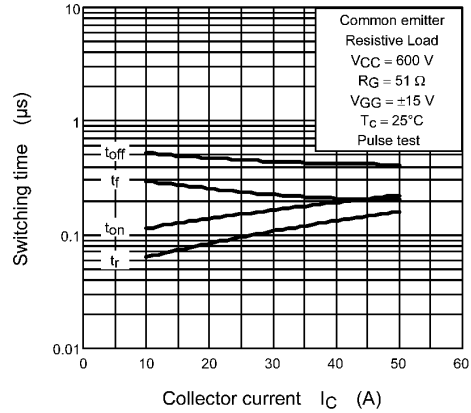 10
Common emitter
Resistive Load
VCC = 600 V
RG = 51 Ω
VGG = ±15 V
Tc = 25°C
Pulse test
Switching time (μs)
1
toff
tf
ton
0.1
tr
0.01
0 10 20 30 40 50 60
Collector current IC (A)